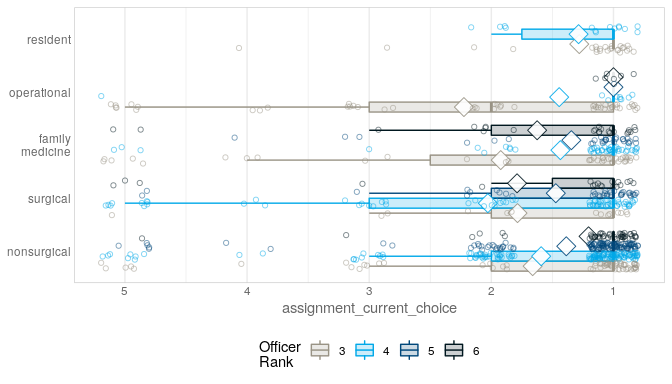 resident
operational
family
medicine
surgical
nonsurgical
5 4 3 2 1
assignment_current_choice
Officer
Rank
3 4 5 6